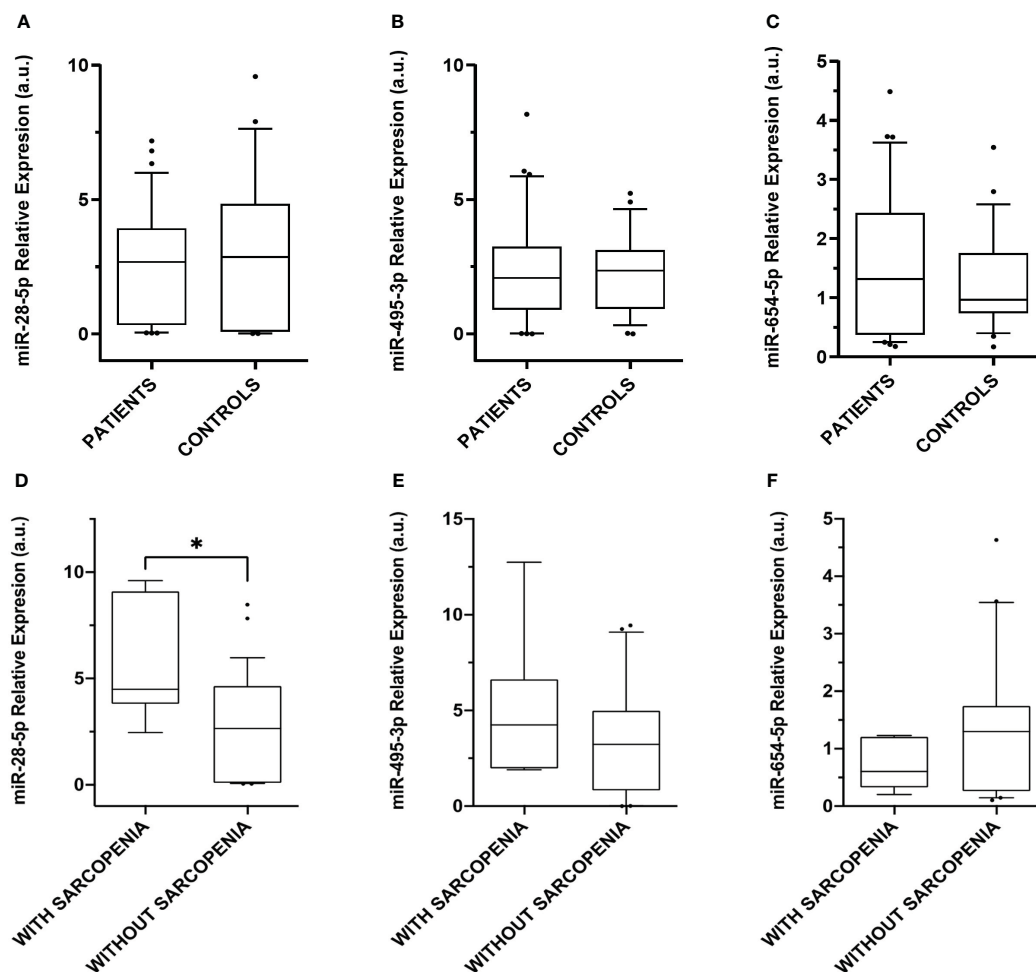 A
miR-28-5p Relative Expression (a.u.)
10
5
0
PATIENTS
CONTROLS
B
miR-495-3p Relative Expression (a.u.)
10
5
0
PATIENTS
CONTROLS
C
miR-654-5p Relative Expression (a.u.)
5
4
3
2
1
0
PATIENTS
CONTROLS
D
miR-28-5p Relative Expression (a.u.)
10
5
0
*
WITH SARCOPENIA
WITHOUT SARCOPENIA
E
miR-495-3p Relative Expression (a.u.)
15
10
5
0
WITH SARCOPENIA
WITHOUT SARCOPENIA
F
miR-654-5p Relative Expression (a.u.)
5
4
3
2
1
0
WITH SARCOPENIA
WITHOUT SARCOPENIA